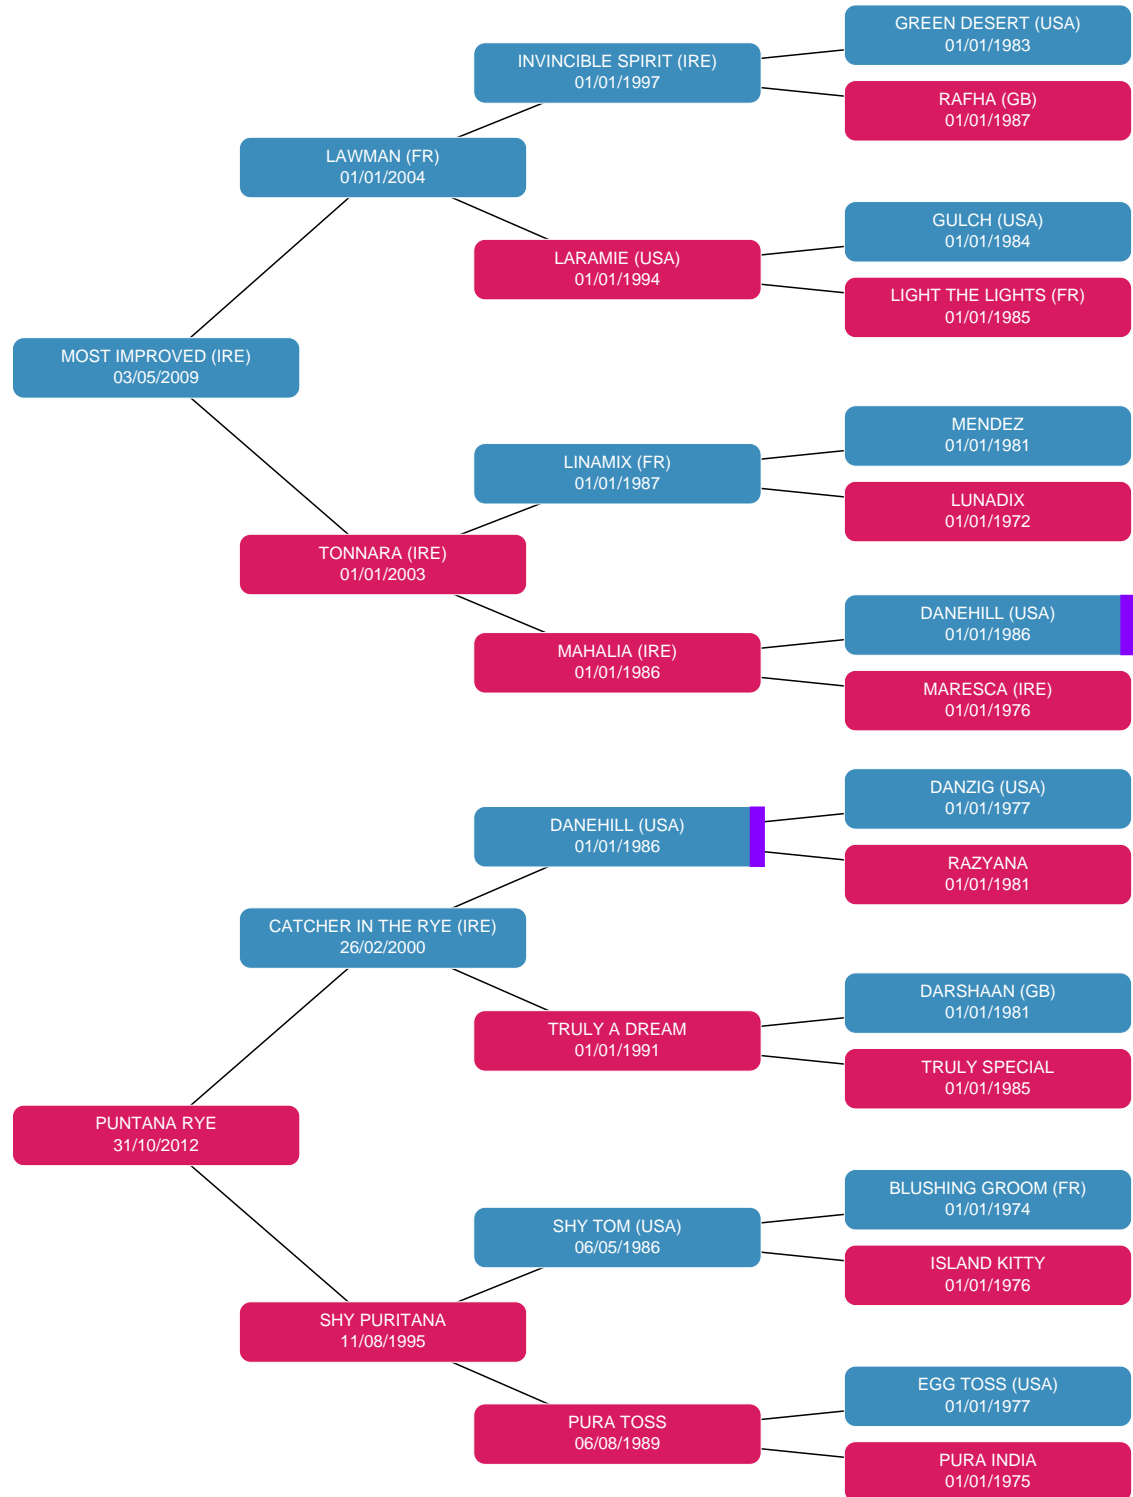 GREEN DESERT (USA)
01/01/1983
INVINCIBLE SPIRIT (IRE)
01/01/1997
RAFHA (GB)
01/01/1987
LAWMAN (FR)
01/01/2004
GULCH (USA)
01/01/1984
LARAMIE (USA)
01/01/1994
LIGHT THE LIGHTS (FR)
01/01/1985
MOST IMPROVED (IRE)
03/05/2009
MENDEZ
01/01/1981
LINAMIX (FR)
01/01/1987
LUNADIX
01/01/1972
TONNARA (IRE)
01/01/2003
DANEHILL (USA)
01/01/1986
MAHALIA (IRE)
01/01/1986
MARESCA (IRE)
01/01/1976
DANZIG (USA)
01/01/1977
DANEHILL (USA)
01/01/1986
RAZYANA
01/01/1981
CATCHER IN THE RYE (IRE)
26/02/2000
DARSHAAN (GB)
01/01/1981
TRULY A DREAM
01/01/1991
TRULY SPECIAL
01/01/1985
PUNTANA RYE
31/10/2012
BLUSHING GROOM (FR)
01/01/1974
SHY TOM (USA)
06/05/1986
ISLAND KITTY
01/01/1976
SHY PURITANA
11/08/1995
EGG TOSS (USA)
01/01/1977
PURA TOSS
06/08/1989
PURA INDIA
01/01/1975